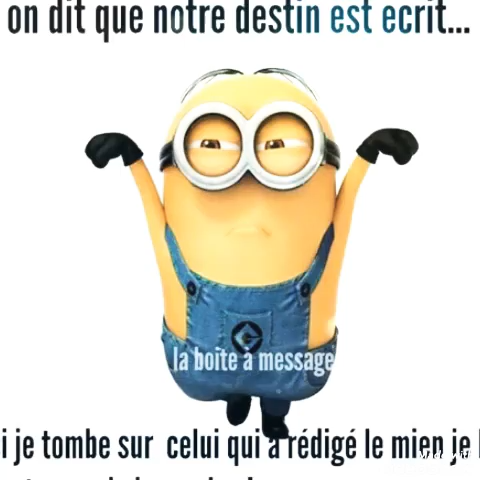 on dit que notre destin est ecrit...
la boite à message
i je tombe sur celui qui a rédigé le mien je